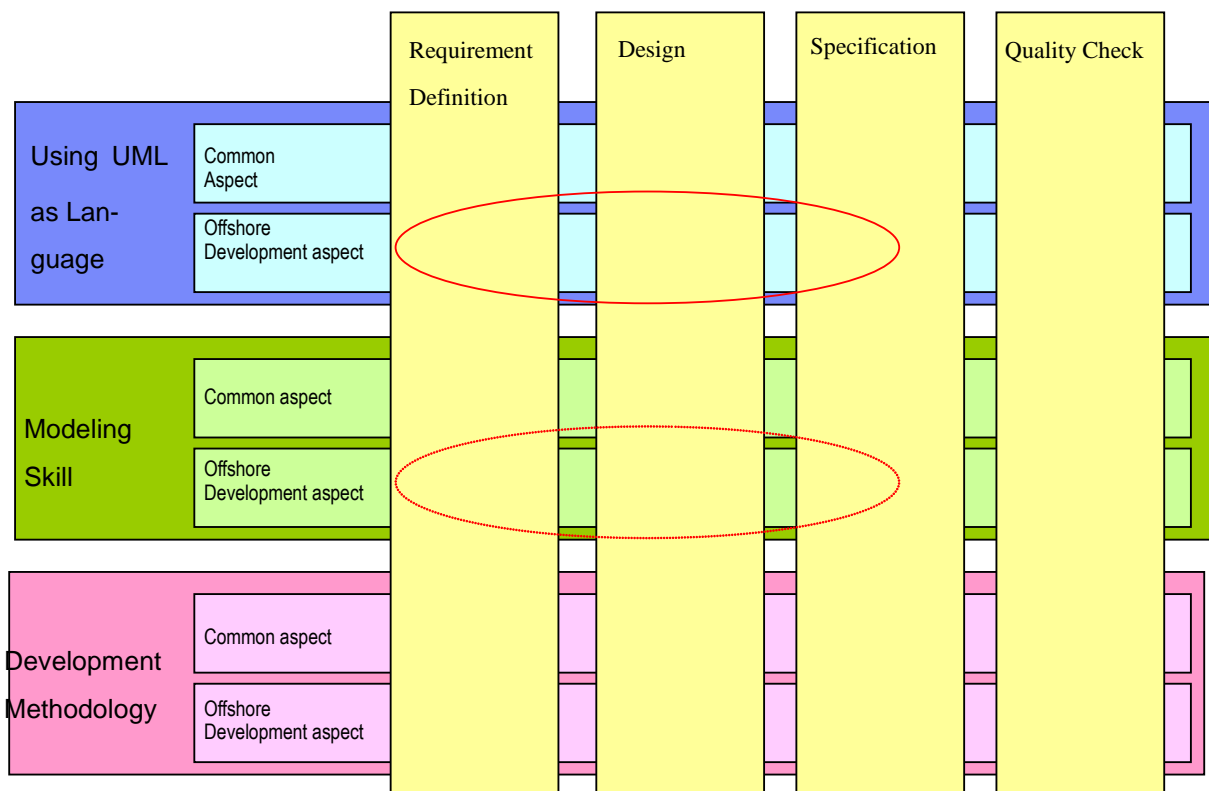 Requirement
Definition
Design
Specification
Quality Check
Using UML
as Lan-
guage
Common
Aspect
Offshore
Development aspect
Modeling
Skill
Common aspect
Offshore
Development aspect
Development
Methodology
Common aspect
Offshore
Development aspect